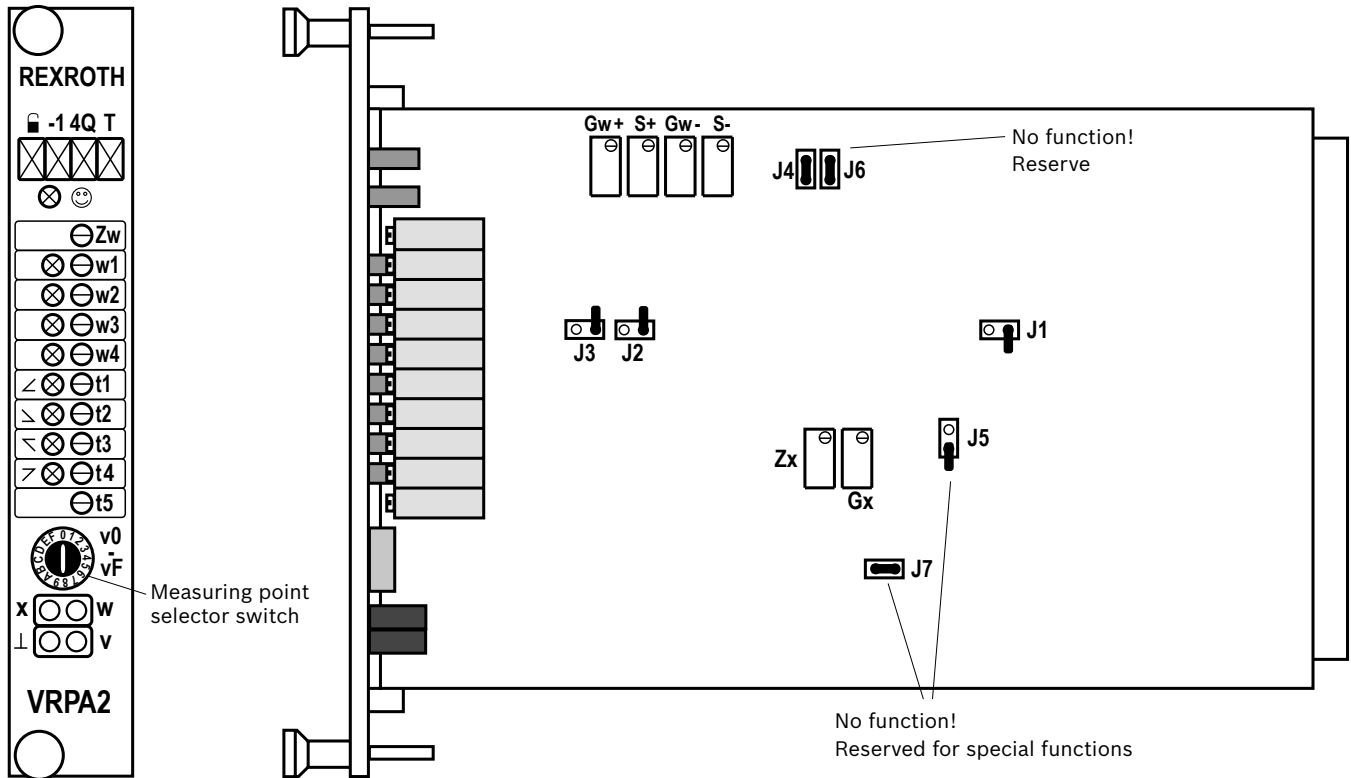 REXROTH
-1 4Q T
Zw
w1
w2
w3
w4
t1
t2
t3
t4
t5
0123456789ABCDEF
v0
-
vF
Measuring point
selector switch
x w
⊥ v
VRPA2
Gw+ S+ Gw- S-
J4 J6
No function!
Reserve
J3 J2
J1
Zx
Gx
J5
J7
No function!
Reserved for special functions